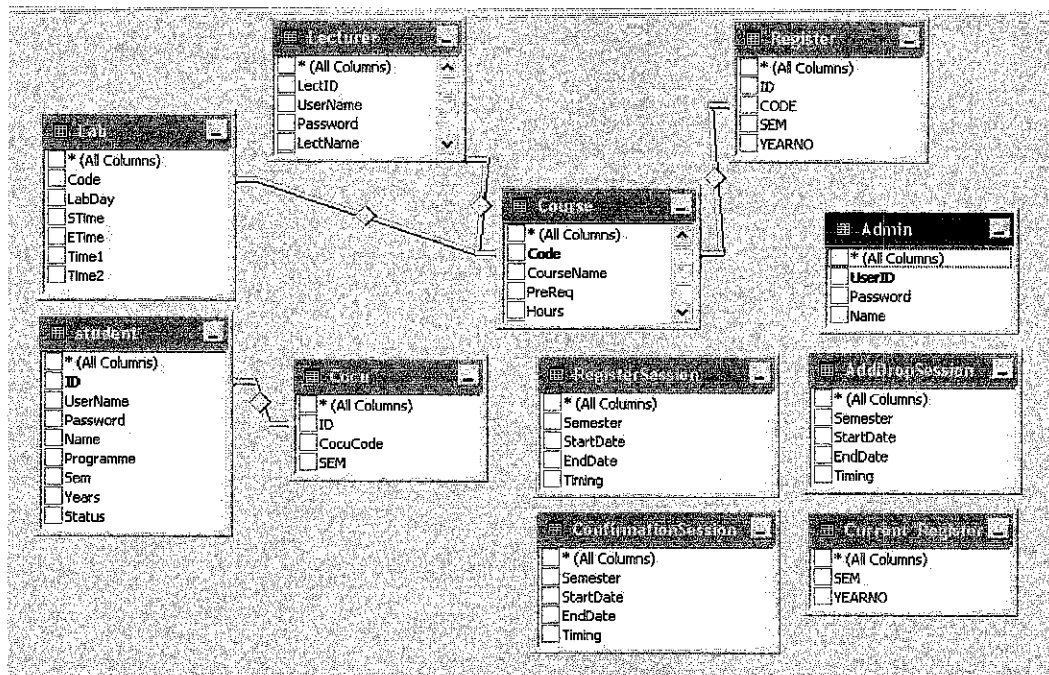 Lecturer
* (All Columns)
LectID
UserName
Password
LectName
Register
* (All Columns)
ID
CODE
SEM
YEARNO
Lab
* (All Columns)
Code
LabDay
STime
ETime
Time1
Time2
Course
* (All Columns)
Code
CourseName
PreReq
Hours
Admin
* (All Columns)
UserID
Password
Name
student
* (All Columns)
ID
UserName
Password
Name
Programme
Sem
Years
Status
Cocu
* (All Columns)
ID
CocuCode
SEM
RegisterSession
* (All Columns)
Semester
StartDate
EndDate
Timing
AddDropSession
* (All Columns)
Semester
StartDate
EndDate
Timing
ConfirmationSession
* (All Columns)
Semester
StartDate
EndDate
Timing
Current
* (All Columns)
SEM
YEARNO